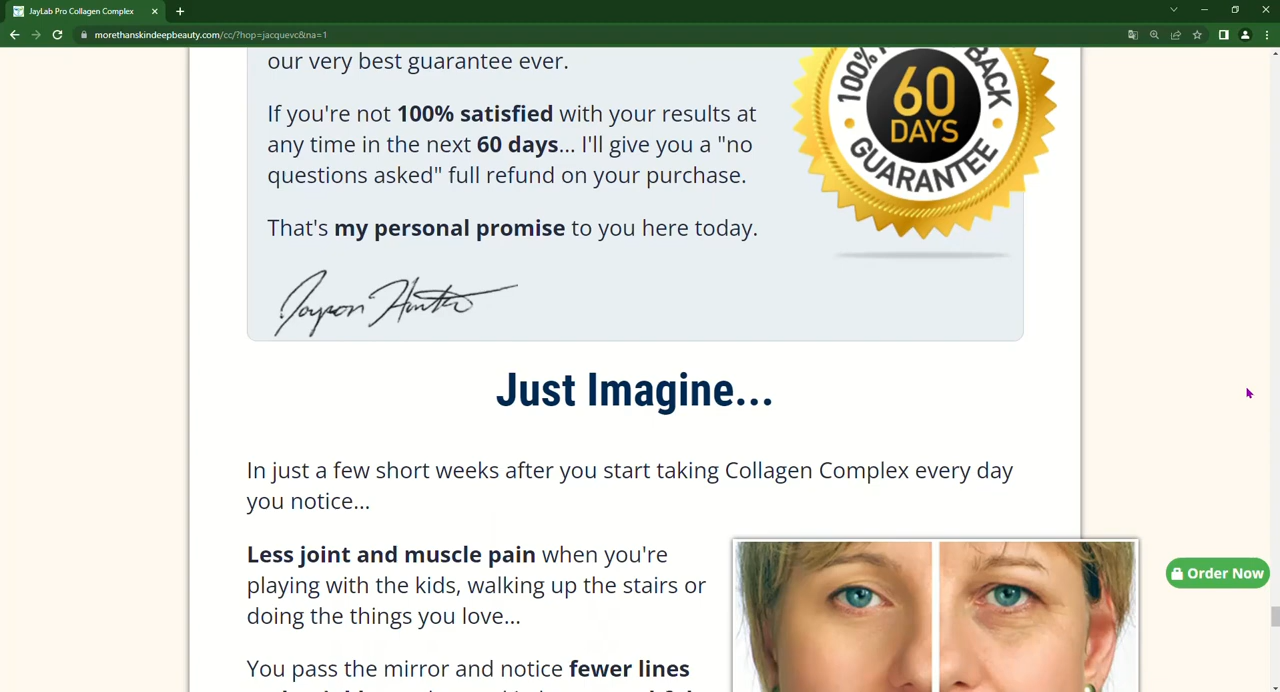 JayLab Pro Collagen Complex
morethanskindeepbeauty.com/cc/?hop=jacquevc&na=1
our very best guarantee ever.
If you're not 100% satisfied with your results at
any time in the next 60 days... I'll give you a "no
questions asked" full refund on your purchase.
That's my personal promise to you here today.
100% BACK
60
DAYS
GUARANTEE
Jayson Hunter
Just Imagine...
In just a few short weeks after you start taking Collagen Complex every day
you notice...
Less joint and muscle pain when you're
playing with the kids, walking up the stairs or
doing the things you love...
You pass the mirror and notice fewer lines
Order Now